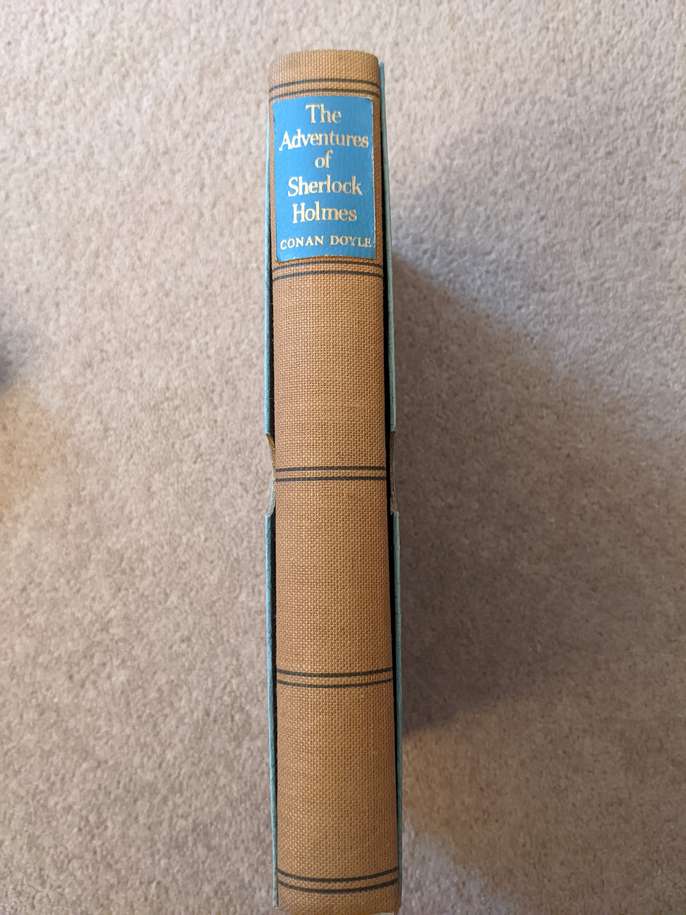 The
Adventures
of
Sherlock
Holmes
CONAN DOYLE